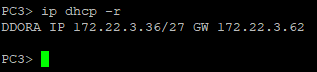 PC3> ip dhcp -r
DDORA IP 172.22.3.36/27 GW 172.22.3.62
PC3>